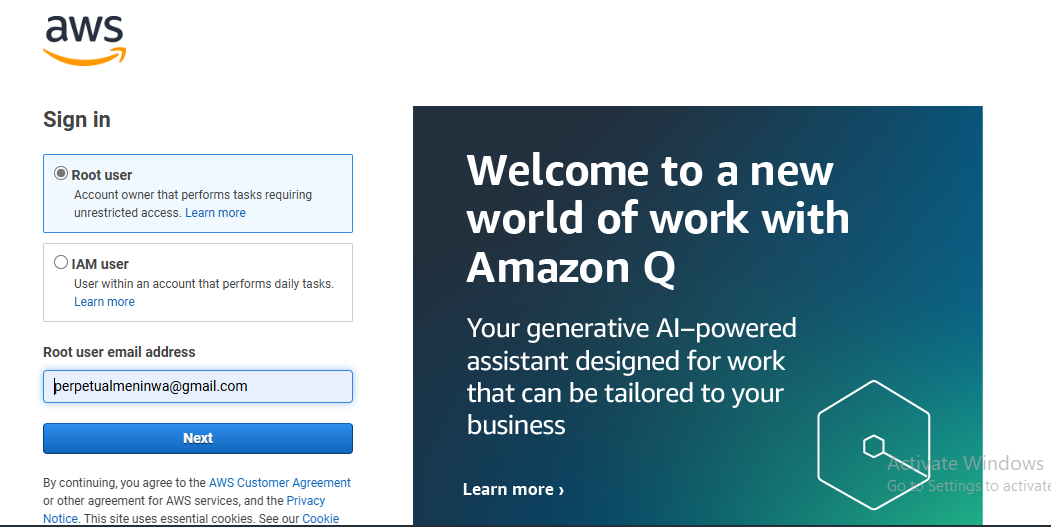 aws
Sign in
Root user
Account owner that performs tasks requiring
unrestricted access. Learn more
IAM user
User within an account that performs daily tasks.
Learn more
Root user email address
perpetualmeninwa@gmail.com
Next
By continuing, you agree to the AWS Customer Agreement
or other agreement for AWS services, and the Privacy
Notice. This site uses essential cookies. See our Cookie
Welcome to a new
world of work with
Amazon Q
Your generative AI–powered
assistant designed for work
that can be tailored to your
business
Learn more ›
Activate Windows
Go to Settings to activate